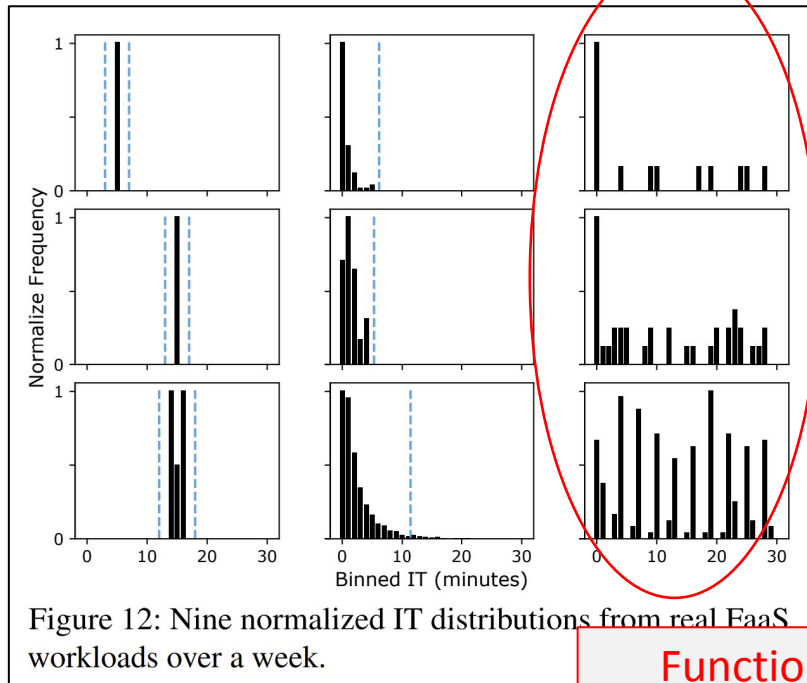 1
0
1
0
1
0
0 10 20 30
0 10 20 30
0 10 20 30
Normalize Frequency
Binned IT (minutes)
Figure 12: Nine normalized IT distributions from real FaaS
workloads over a week.
Functio